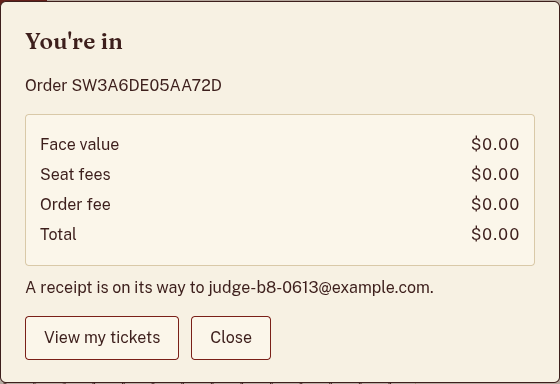 You're in
Order SW3A6DE05AA72D
Face value $0.00
Seat fees $0.00
Order fee $0.00
Total $0.00
A receipt is on its way to judge-b8-0613@example.com.
View my tickets Close